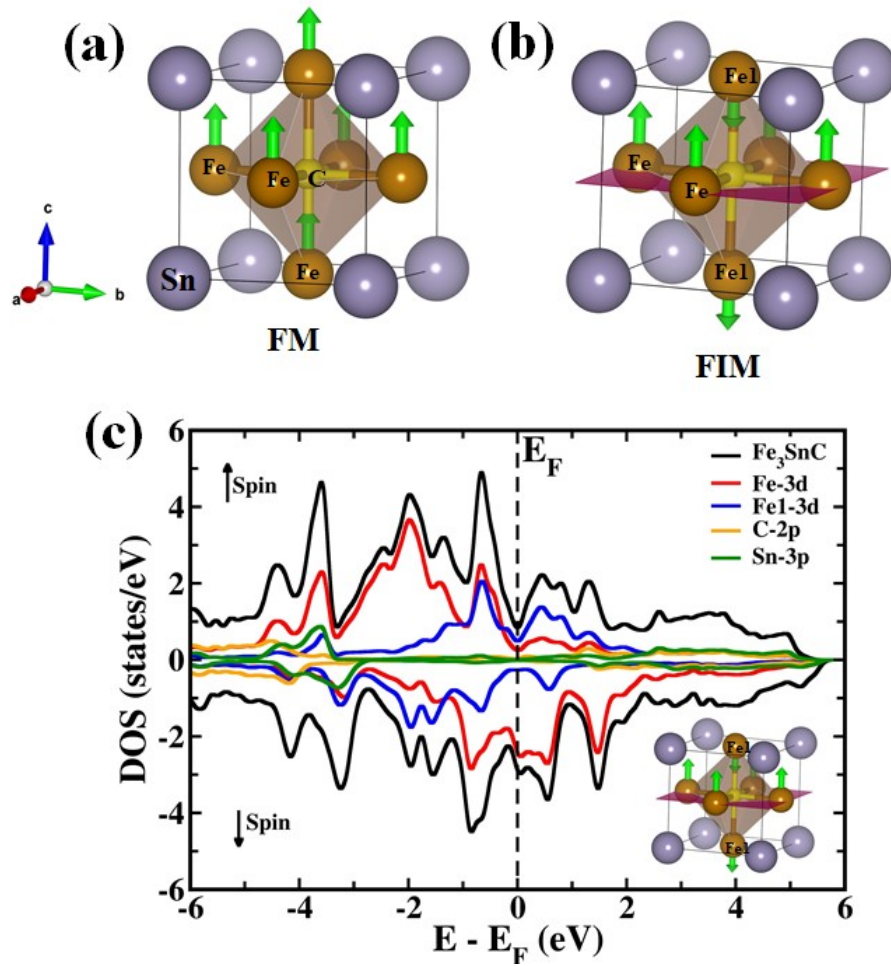 (a)
(b)
Fe
Fe
C
Fe
Sn
FM
c
a
b
Fe1
Fe
Fe
Fe1
FIM
(c)
E_F
↑Spin
Fe₃SnC
Fe-3d
Fe1-3d
C-2p
Sn-3p
↓Spin
DOS (states/eV)
6
4
2
0
-2
-4
-6
Fe1
Fe1
-6 -4 -2 0 2 4 6
E - E_F (eV)